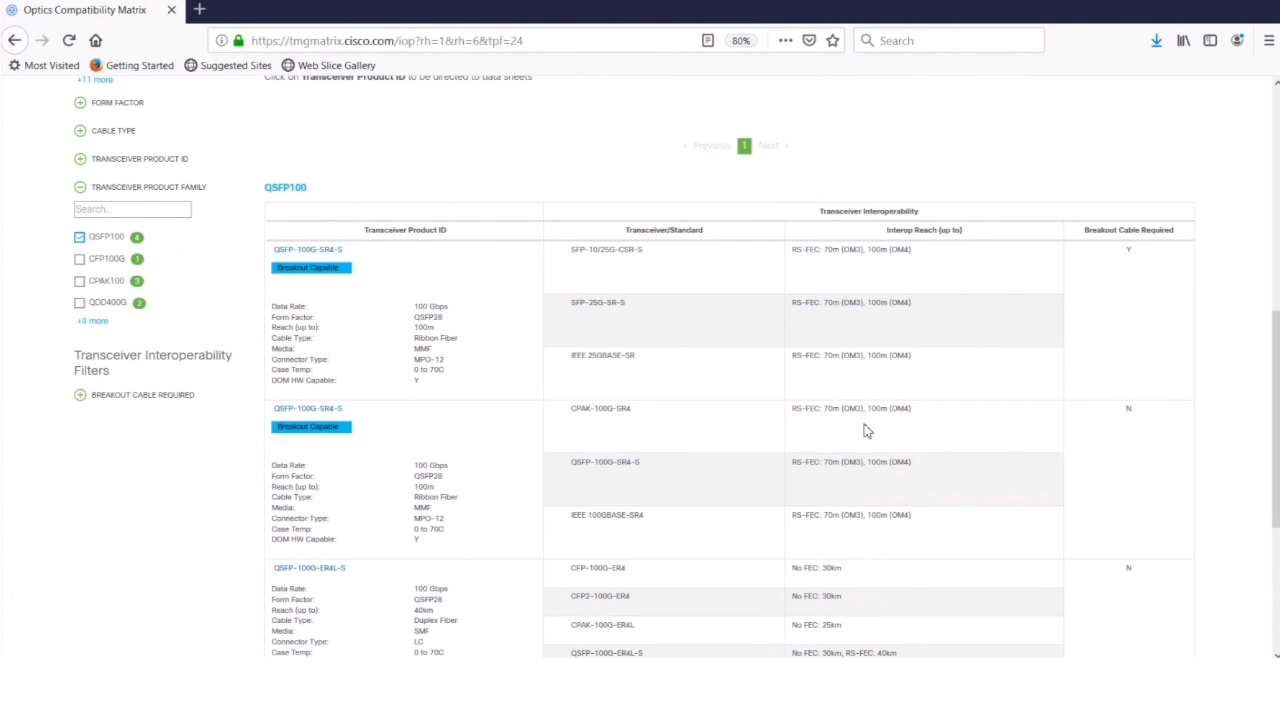 Optics Compatibility Matrix
https://tmgmatrix.cisco.com/iop?rh=1&rh=6&tpf=24
80%
Search
Most Visited
Getting Started
Suggested Sites
Web Slice Gallery
+11 more
FORM FACTOR
CABLE TYPE
TRANSCEIVER PRODUCT ID
TRANSCEIVER PRODUCT FAMILY
Search..
QSFP100 4
CFP100G 1
CPAK100 3
QDD400G 2
+9 more
Transceiver Interoperability
Filters
BREAKOUT CABLE REQUIRED
Click on Transceiver Product ID to be directed to data sheets
Previous 1 Next
QSFP100
Transceiver Interoperability
Transceiver Product ID Transceiver/Standard Interop Reach (up to) Breakout Cable Required
QSFP-100G-SR4-S SFP-10/25G-CSR-S RS-FEC: 70m (OM3), 100m (OM4) Y
Breakout Capable
SFP-25G-SR-S RS-FEC: 70m (OM3), 100m (OM4)
IEEE 25GBASE-SR RS-FEC: 70m (OM3), 100m (OM4)
Data Rate: 100 Gbps
Form Factor: QSFP28
Reach (up to): 100m
Cable Type: Ribbon Fiber
Media: MMF
Connector Type: MPO-12
Case Temp: 0 to 70C
DOM HW Capable: Y
QSFP-100G-SR4-S CPAK-100G-SR4 RS-FEC: 70m (OM3), 100m (OM4) N
Breakout Capable
QSFP-100G-SR4-S RS-FEC: 70m (OM3), 100m (OM4)
IEEE 100GBASE-SR4 RS-FEC: 70m (OM3), 100m (OM4)
Data Rate: 100 Gbps
Form Factor: QSFP28
Reach (up to): 100m
Cable Type: Ribbon Fiber
Media: MMF
Connector Type: MPO-12
Case Temp: 0 to 70C
DOM HW Capable: Y
QSFP-100G-ER4L-S CFP-100G-ER4 No FEC: 30km N
CFP2-100G-ER4 No FEC: 30km
CPAK-100G-ER4L No FEC: 25km
QSFP-100G-ER4L-S No FEC: 30km, RS-FEC: 40km
Data Rate: 100 Gbps
Form Factor: QSFP28
Reach (up to): 40km
Cable Type: Duplex Fiber
Media: SMF
Connector Type: LC
Case Temp: 0 to 70C